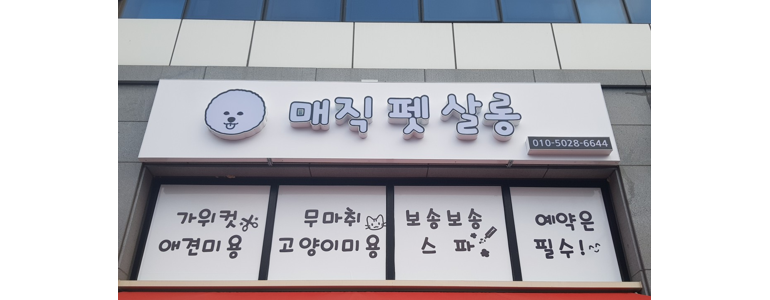 매직 펫 살롱
010-5028-6644
가위컷
애견미용
무마취
고양이미용
보송보송
스파
예약은
필수!